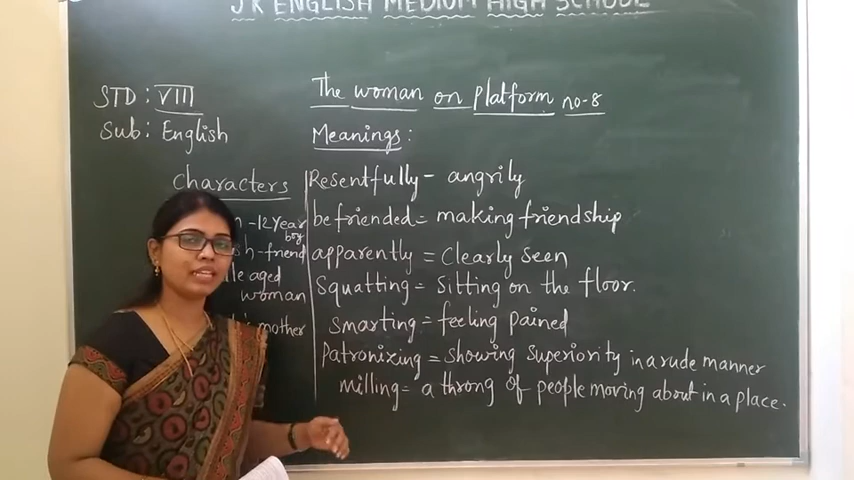 JK ENGLISH MEDIUM HIGH SCHOOL
STD: VIII
Sub: English
The woman on platform no-8
Meanings:
characters
-12 year
boy
-friend
aged
woman
mother
Resentfully - angrily
befriended = making friendship
apparently = Clearly seen
Squatting = Sitting on the floor.
Smarting = feeling pained
Patronizing = showing superiority in a rude manner
milling = a throng of people moving about in a place.